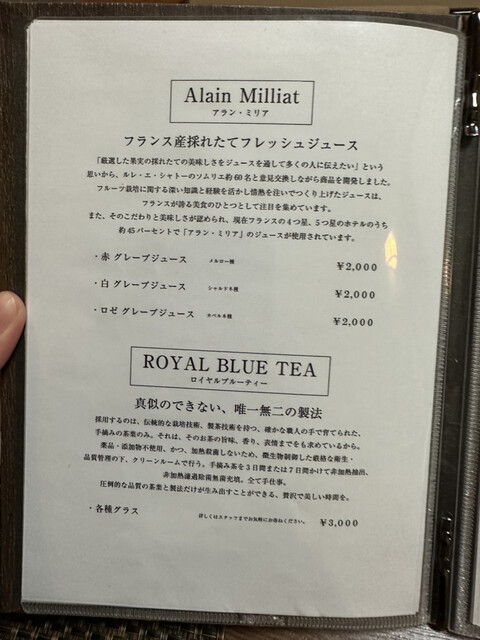 Alain Milliat
アラン・ミリア
フランス産採れたてフレッシュジュース
「厳選した果実の採れたての美味しさをジュースを通して多くの人に伝えたい」という
思いから、ルレ・エ・シャトーのソムリエ約60名と意見交換しながら商品を開発しました。
フルーツ栽培に関する深い知識と経験を活かし情熱を注いでつくり上げたジュースは、
フランスが誇る美食のひとつとして注目を集めています。
また、そのこだわりと美味しさが認められ、現在フランスの4つ星、5つ星のホテルのうち
約45パーセントで『アラン・ミリア』のジュースが使用されています。
・赤 グレープジュース メルロー種 ¥2,000
・白 グレープジュース シャルドネ種 ¥2,000
・ロゼ グレープジュース カベルネ種 ¥2,000
ROYAL BLUE TEA
ロイヤルブルーティー
真似のできない、唯一無二の製法
採用するのは、伝統的な栽培技術、製茶技術を持つ、確かな職人の手で育てられた、
手摘みの茶葉のみ。それは、そのお茶の旨味、香り、表情までをも求めているから。
薬品・添加物不使用、かつ、加熱殺菌しないため、微生物制御した厳格な衛生・
品質管理の下、クリーンルームで行う。手摘み茶を3日間または7日間かけて非加熱抽出、
非加熱濾過除菌無菌充填。全て手仕事。
圧倒的な品質の茶葉と製法だけが生み出すことができる、贅沢で美しい時間を。
・各種グラス 詳しくはスタッフまでお気軽にお尋ねください。 ¥3,000